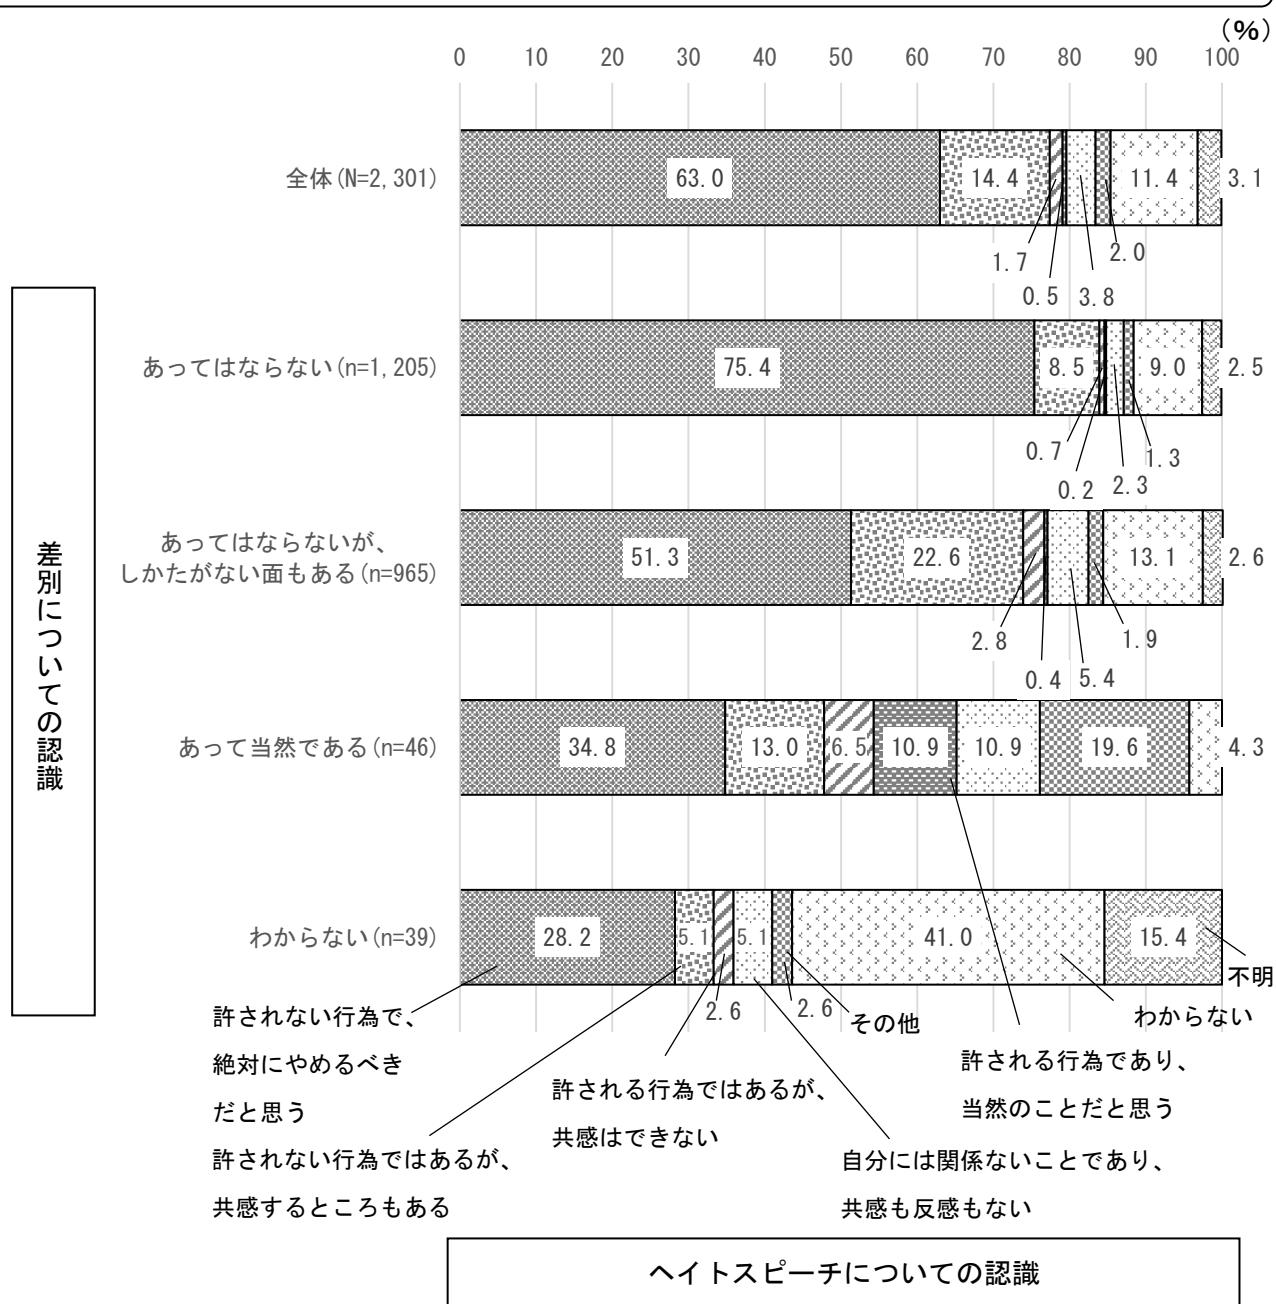 (%)
0 10 20 30 40 50 60 70 80 90 100
全体(N=2,301)
63.0 14.4 11.4 3.1
1.7 2.0
0.5 3.8
あってはならない(n=1,205)
75.4 8.5 9.0 2.5
0.7 1.3
0.2 2.3
あってはならないが、
しかたがない面もある(n=965)
51.3 22.6 13.1 2.6
2.8 1.9
0.4 5.4
差別についての認識
あって当然である(n=46)
34.8 13.0 6.5 10.9 10.9 19.6 4.3
わからない(n=39)
28.2 5.1 5.1 41.0 15.4
2.6 2.6
不明
わからない
その他
許されない行為で、
絶対にやめるべき
だと思う
許されない行為ではあるが、
共感するところもある
許される行為ではあるが、
共感はできない
許される行為であり、
当然のことだと思う
自分には関係ないことであり、
共感も反感もない
ヘイトスピーチについての認識